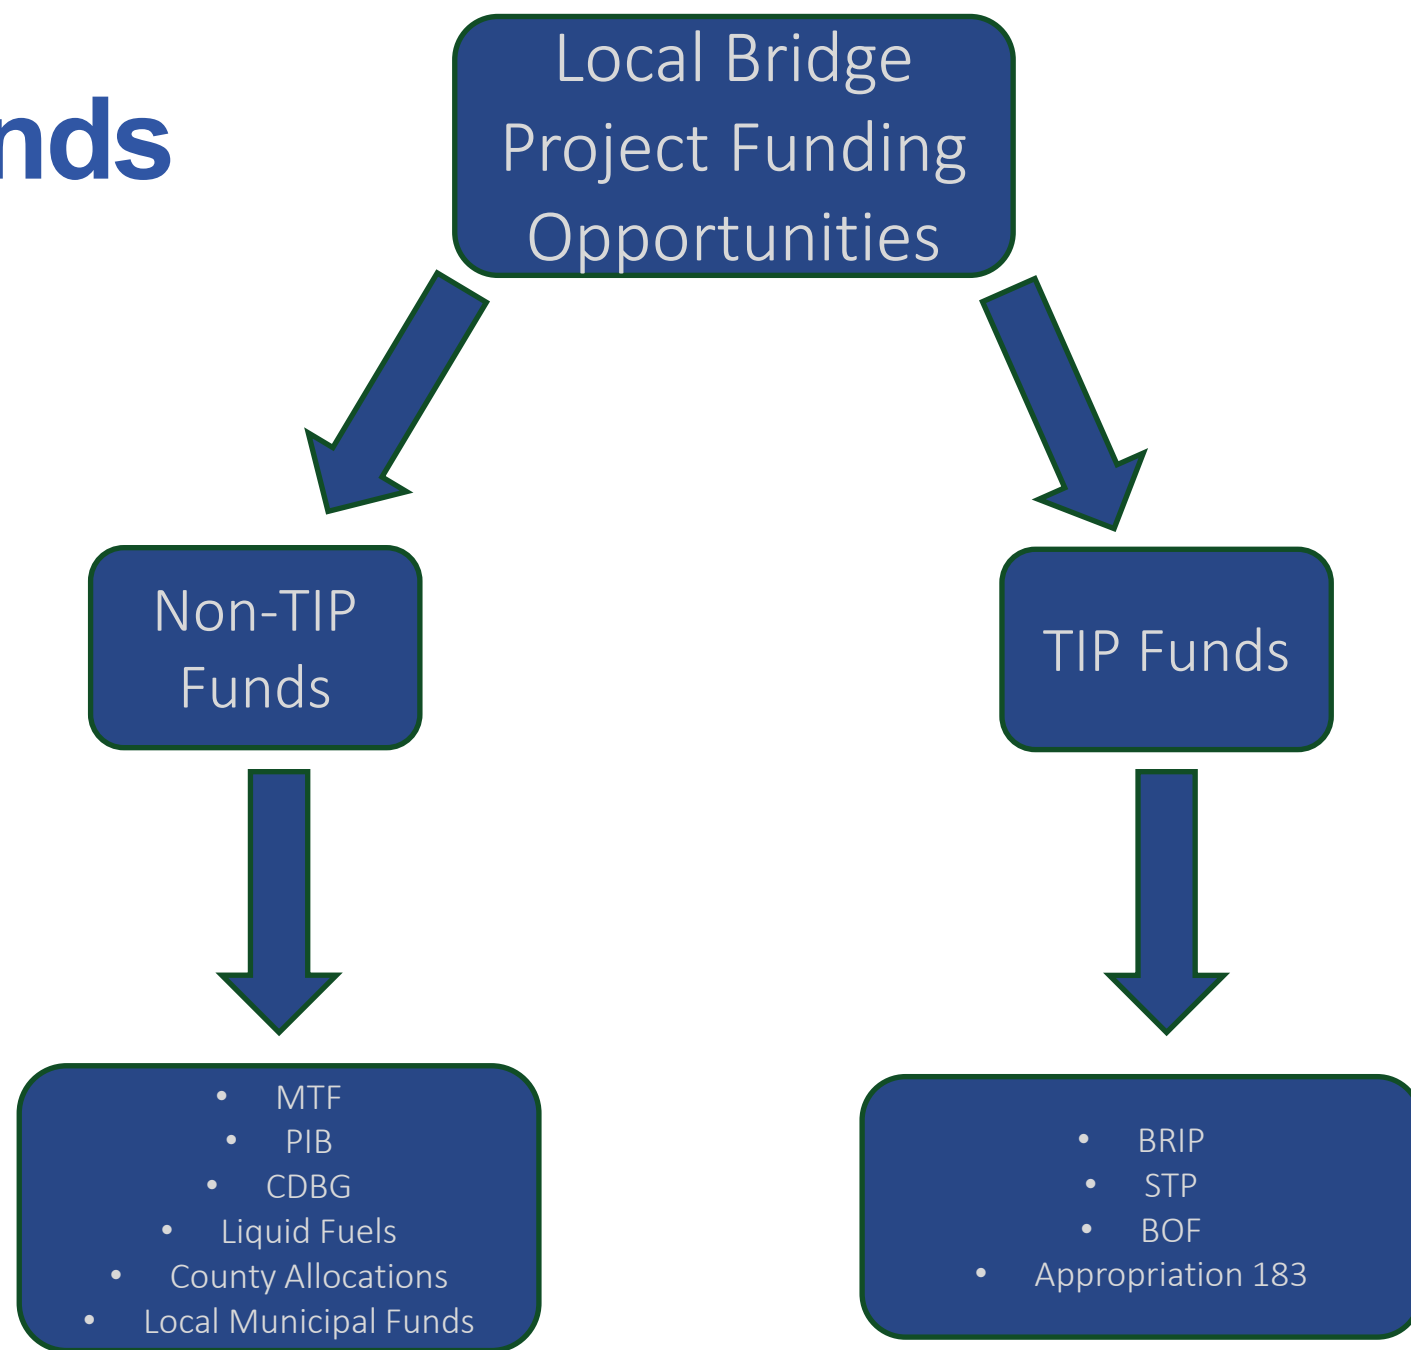 nds
Local Bridge
Project Funding
Opportunities
Non-TIP
Funds
TIP Funds
• MTF
• PIB
• CDBG
• Liquid Fuels
• County Allocations
• Local Municipal Funds
• BRIP
• STP
• BOF
• Appropriation 183